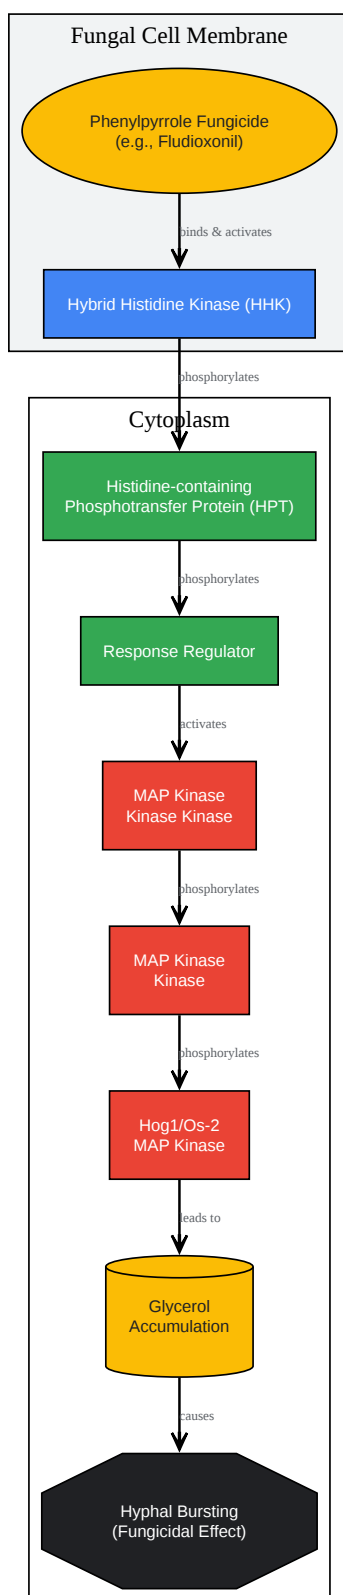 Fungal Cell Membrane
Phenylpyrrole Fungicide
(e.g., Fludioxonil)
binds & activates
Hybrid Histidine Kinase (HHK)
phosphorylates
Cytoplasm
Histidine-containing
Phosphotransfer Protein (HPT)
phosphorylates
Response Regulator
activates
MAP Kinase
Kinase Kinase
phosphorylates
MAP Kinase
Kinase
phosphorylates
Hog1/Os-2
MAP Kinase
leads to
Glycerol
Accumulation
causes
Hyphal Bursting
(Fungicidal Effect)